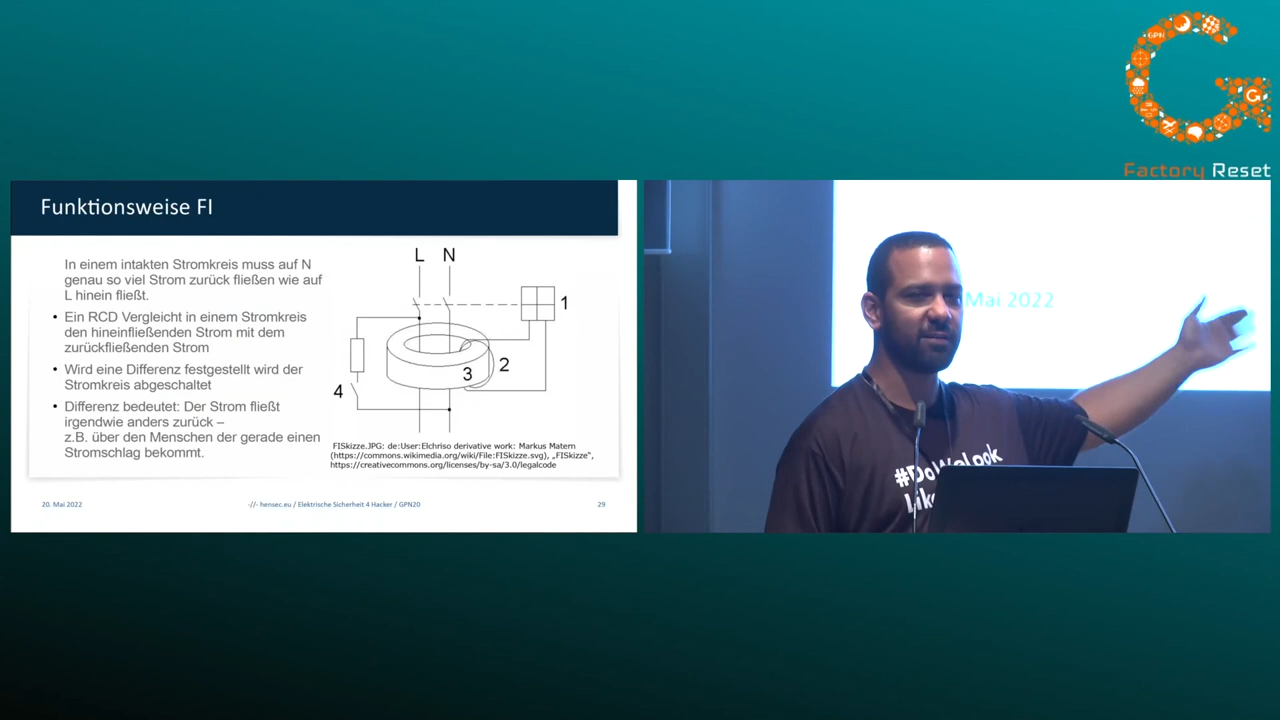 GPN
G
Factory Reset
Funktionsweise FI
In einem intakten Stromkreis muss auf N
genau so viel Strom zurück fließen wie auf
L hinein fließt.
• Ein RCD Vergleicht in einem Stromkreis
den hineinfließenden Strom mit dem
zurückfließenden Strom
• Wird eine Differenz festgestellt wird der
Stromkreis abgeschaltet
• Differenz bedeutet: Der Strom fließt
irgendwie anders zurück –
z.B. über den Menschen der gerade einen
Stromschlag bekommt.
L N
1
2
3
4
FISkizze.JPG: de:User:Elchriso derivative work: Markus Matern
(https://commons.wikimedia.org/wiki/File:FISkizze.svg), „FISkizze“,
https://creativecommons.org/licenses/by-sa/3.0/legalcode
20. Mai 2022
-//- hensec.eu / Elektrische Sicherheit 4 Hacker / GPN20
29
Mai 2022
#DoWeLook
Lik